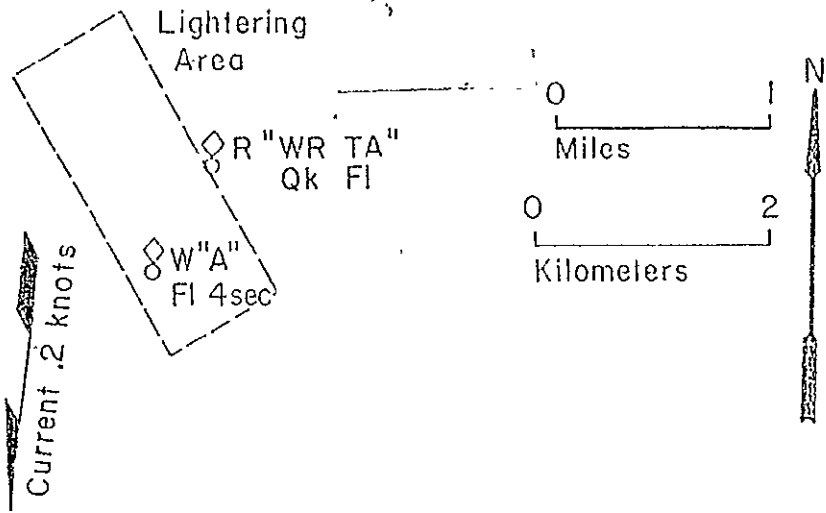 Lightering
Area
R "WR TA"
Qk Fl
W "A"
Fl 4sec
Current .2 knots
0 1
Miles
0 2
Kilometers
N